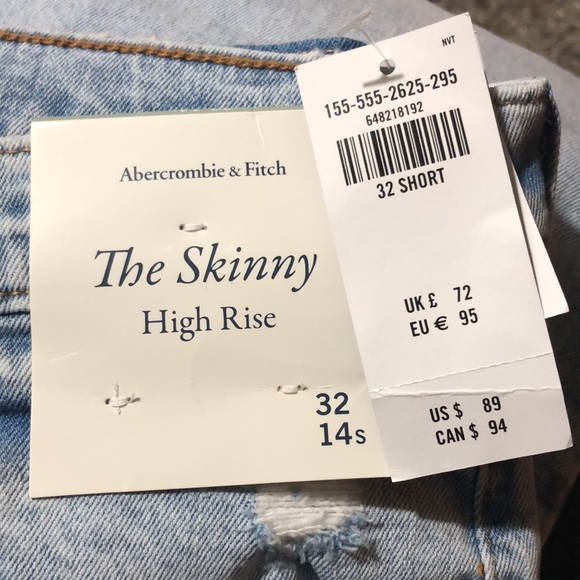 Abercrombie & Fitch
The Skinny
High Rise
32
14s
NVT
155-555-2625-295
648218192
32 SHORT
UK £ 72
EU € 95
US $ 89
CAN $ 94